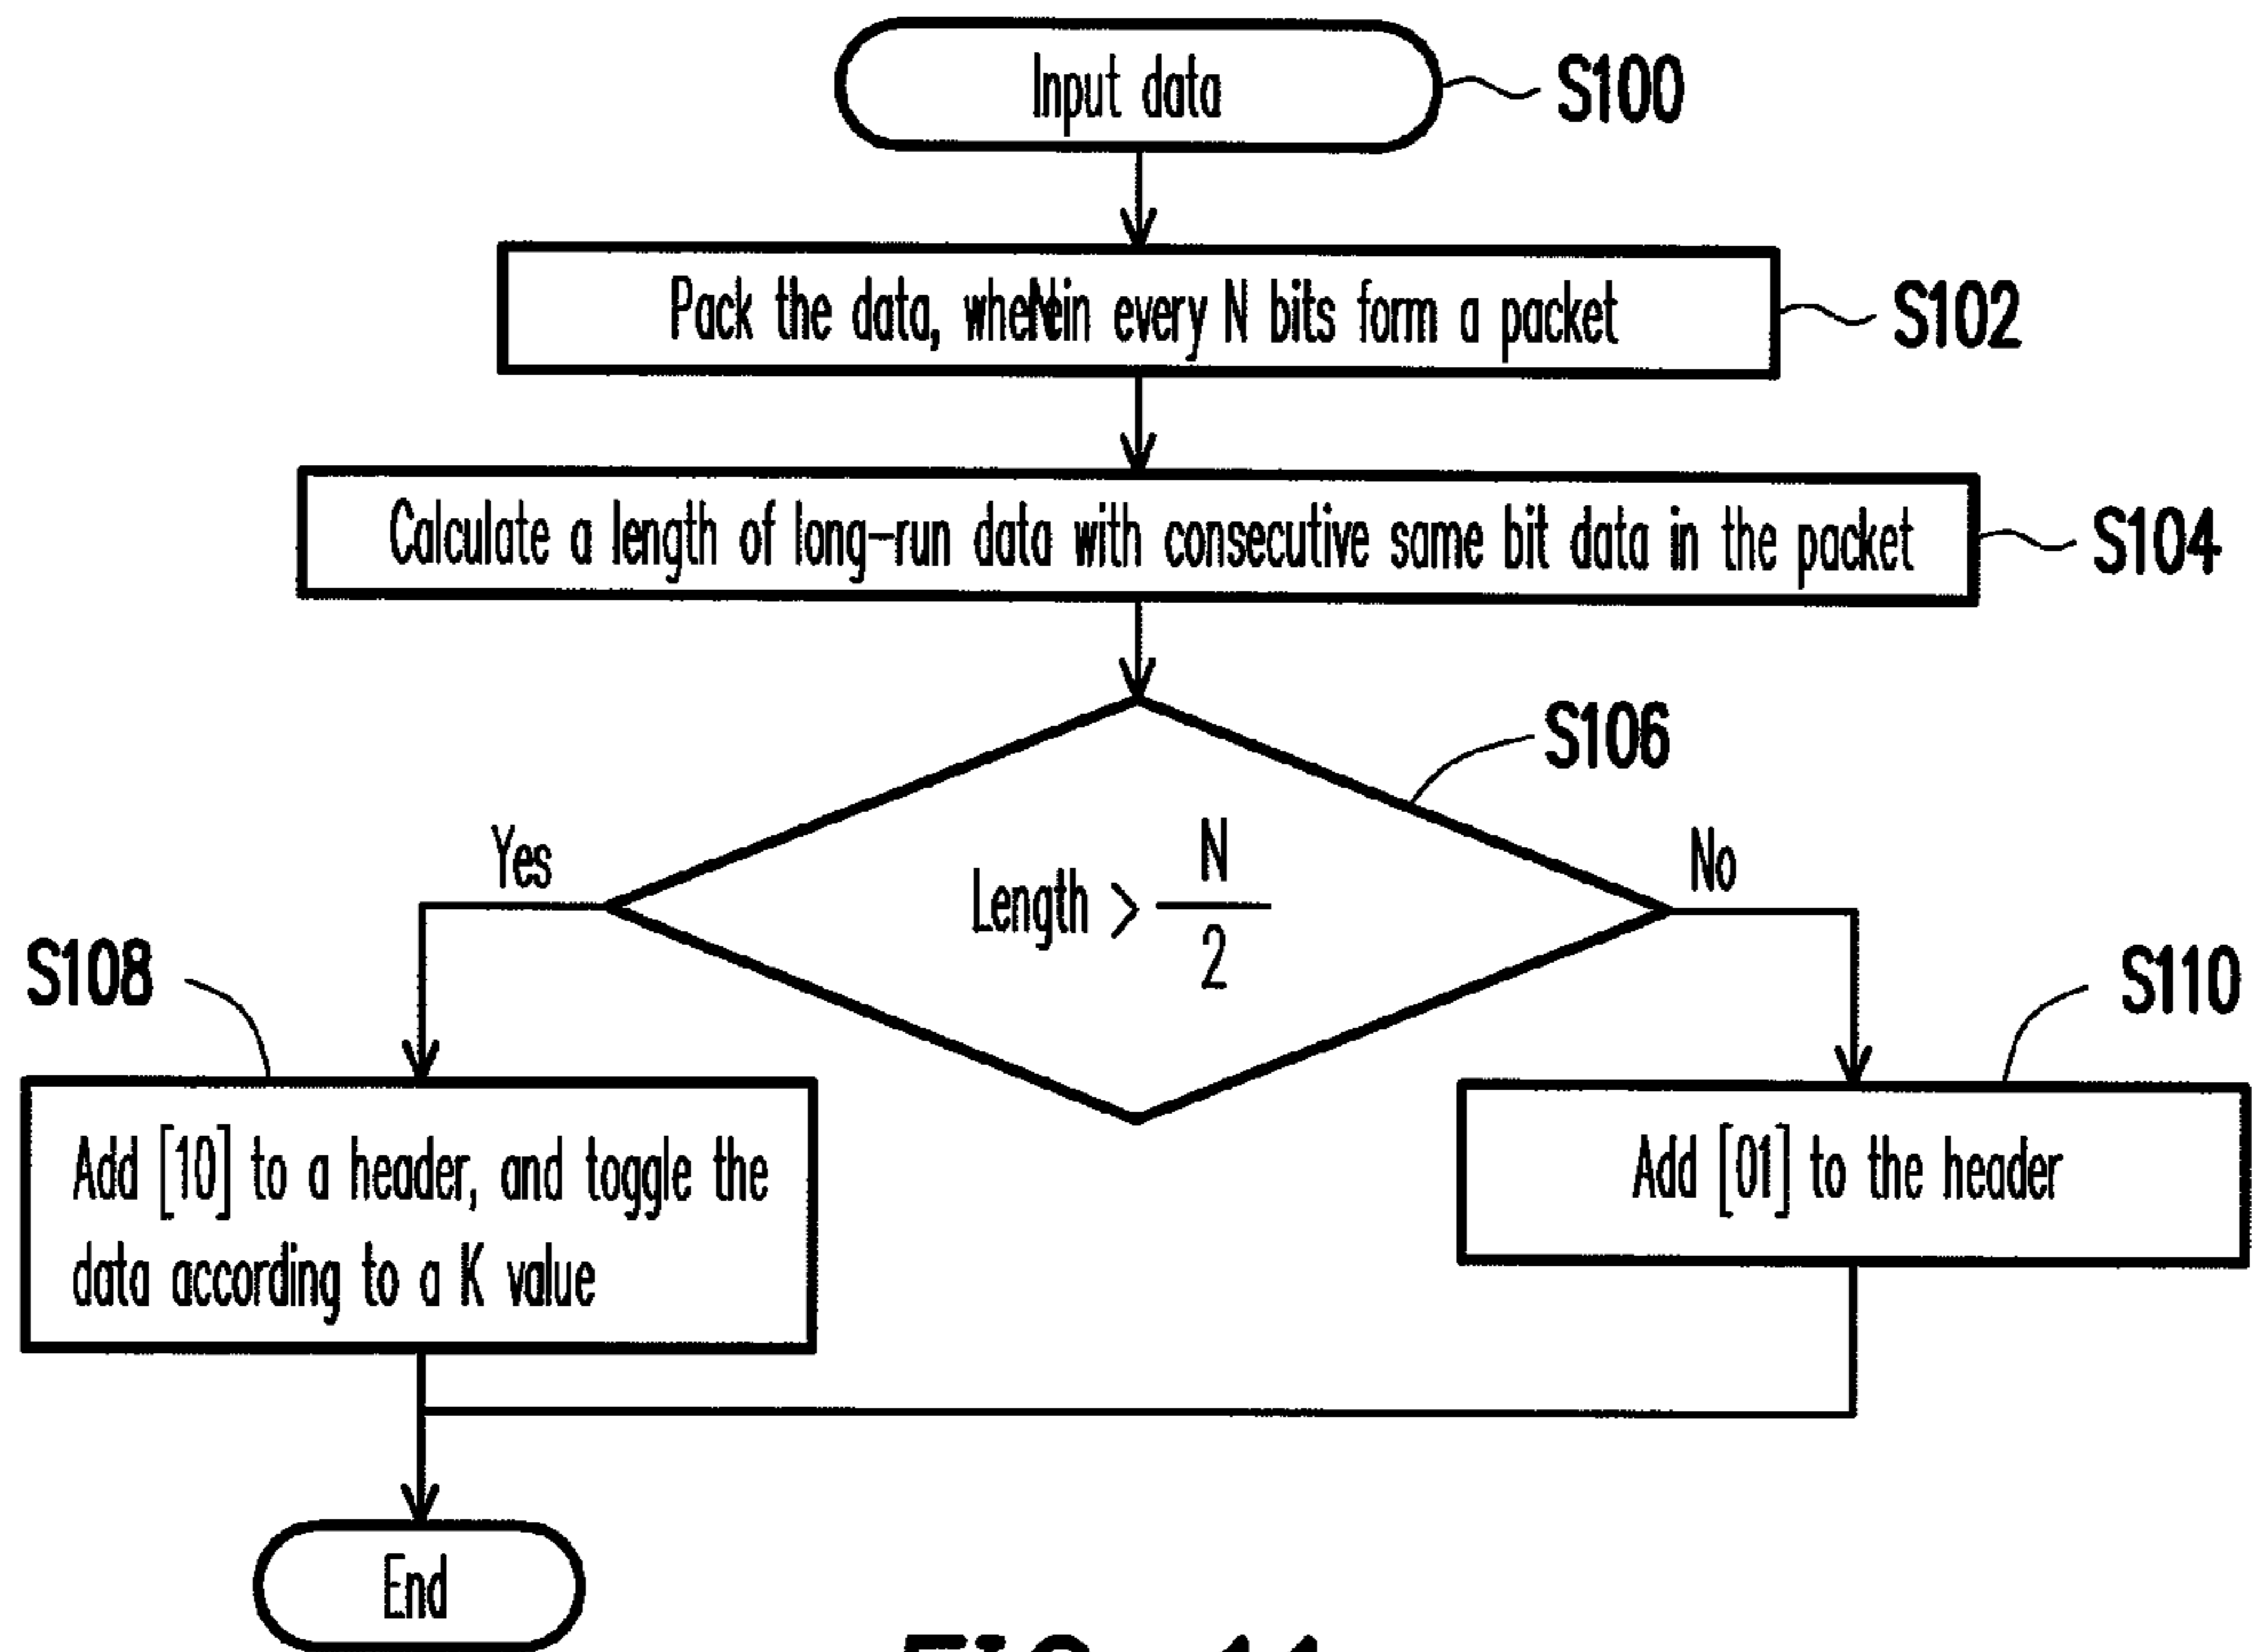 Input data
S100
Pack the data, wherein every N bits form a packet
S102
Calculate a length of long-run data with consecutive same bit data in the packet
S104
S106
Yes
Length > N/2
No
S108
S110
Add [10] to a header, and toggle the
data according to a K value
Add [01] to the header
End